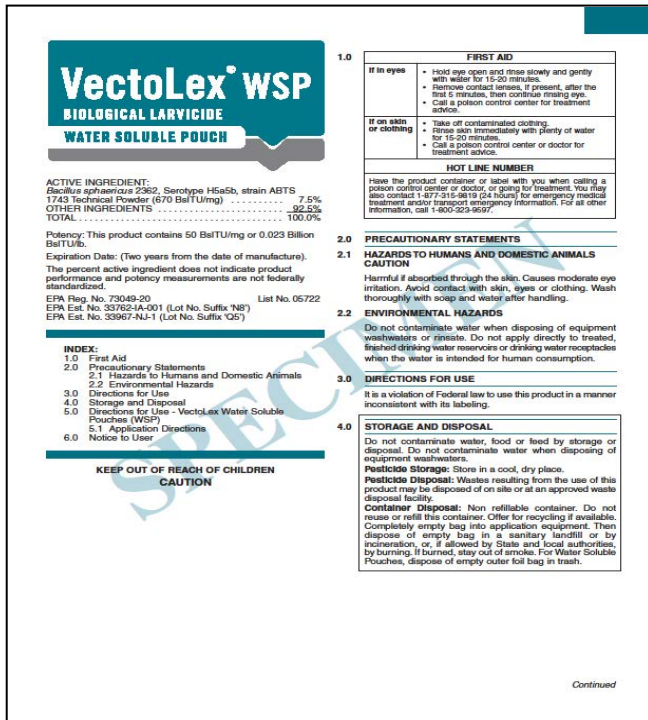 VectoLex® WSP
BIOLOGICAL LARVICIDE
WATER SOLUBLE POUCH
ACTIVE INGREDIENT:
Bacillus sphaericus 2362, Serotype H5a5b, strain ABTS
1743 Technical Powder (670 BsITU/mg) . . . . . . . . . . 7.5%
OTHER INGREDIENTS . . . . . . . . . . . . . . . . . . . . . . 92.5%
TOTAL . . . . . . . . . . . . . . . . . . . . . . . . . . . . . . . . 100.0%
Potency: This product contains 50 BsITU/mg or 0.023 Billion
BsITU/lb.
Expiration Date: (Two years from the date of manufacture).
The percent active ingredient does not indicate product
performance and potency measurements are not federally
standardized.
EPA Reg. No. 73049-20 List No. 05722
EPA Est. No. 33762-IA-001 (Lot No. Suffix 'N8')
EPA Est. No. 33967-NJ-1 (Lot No. Suffix 'Q5')
INDEX:
1.0 First Aid
2.0 Precautionary Statements
2.1 Hazards to Humans and Domestic Animals
2.2 Environmental Hazards
3.0 Directions for Use
4.0 Storage and Disposal
5.0 Directions for Use - VectoLex Water Soluble
Pouches (WSP)
5.1 Application Directions
6.0 Notice to User
KEEP OUT OF REACH OF CHILDREN
CAUTION
1.0 FIRST AID
If in eyes • Hold eye open and rinse slowly and gently
with water for 15-20 minutes.
• Remove contact lenses, if present, after the
first 5 minutes, then continue rinsing eye.
• Call a poison control center for treatment
advice.
If on skin • Take off contaminated clothing.
or clothing • Rinse skin immediately with plenty of water
for 15-20 minutes.
• Call a poison control center or doctor for
treatment advice.
HOT LINE NUMBER
Have the product container or label with you when calling a
poison control center or doctor, or going for treatment. You may
also contact 1-877-315-9819 (24 hours) for emergency medical
treatment and/or transport emergency information. For all other
information, call 1-800-323-9597.
2.0 PRECAUTIONARY STATEMENTS
2.1 HAZARDS TO HUMANS AND DOMESTIC ANIMALS
CAUTION
Harmful if absorbed through the skin. Causes moderate eye
irritation. Avoid contact with skin, eyes or clothing. Wash
thoroughly with soap and water after handling.
2.2 ENVIRONMENTAL HAZARDS
Do not contaminate water when disposing of equipment
washwaters or rinsate. Do not apply directly to treated,
finished drinking water reservoirs or drinking water receptacles
when the water is intended for human consumption.
3.0 DIRECTIONS FOR USE
It is a violation of Federal law to use this product in a manner
inconsistent with its labeling.
4.0 STORAGE AND DISPOSAL
Do not contaminate water, food or feed by storage or
disposal. Do not contaminate water when disposing of
equipment washwaters.
Pesticide Storage: Store in a cool, dry place.
Pesticide Disposal: Wastes resulting from the use of this
product may be disposed of on site or at an approved waste
disposal facility.
Container Disposal: Non refillable container. Do not
reuse or refill this container. Offer for recycling if available.
Completely empty bag into application equipment. Then
dispose of empty bag in a sanitary landfill or by
incineration, or, if allowed by State and local authorities,
by burning. If burned, stay out of smoke. For Water Soluble
Pouches, dispose of empty outer foil bag in trash.
SPECIMEN
Continued